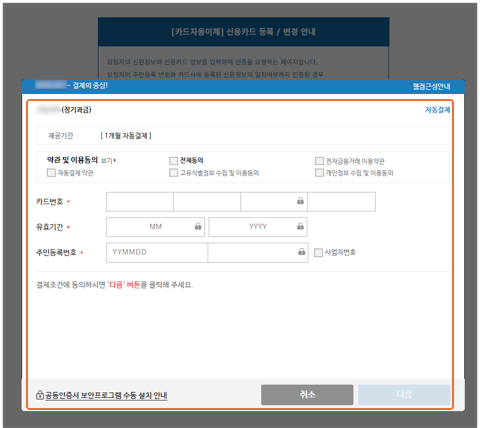 [카드자동이체] 신용카드 등록 / 변경 안내
요청자의 신원정보와 신용카드 정보를 입력하여 인증을 요청하는 페이지입니다.
요청자의 주민등록 번호와 카드사에 등록된 신원정보의 일치여부까지 인증된 경우
- 결제의 중심! 웹접근성안내
(정기과금) 자동결제
제공기간 [ 1개월 자동결제 ]
약관 및 이용동의 보기 전체동의 전자금융거래 이용약관
자동결제 약관 고유식별정보 수집 및 이용동의 개인정보 수집 및 이용동의
카드번호 *
유효기간 * MM YYYY
주민등록번호 * YYMMDD 사업자번호
결제조건에 동의하시면 '다음' 버튼을 클릭해 주세요.
공동인증서 보안프로그램 수동 설치 안내 취소 다음